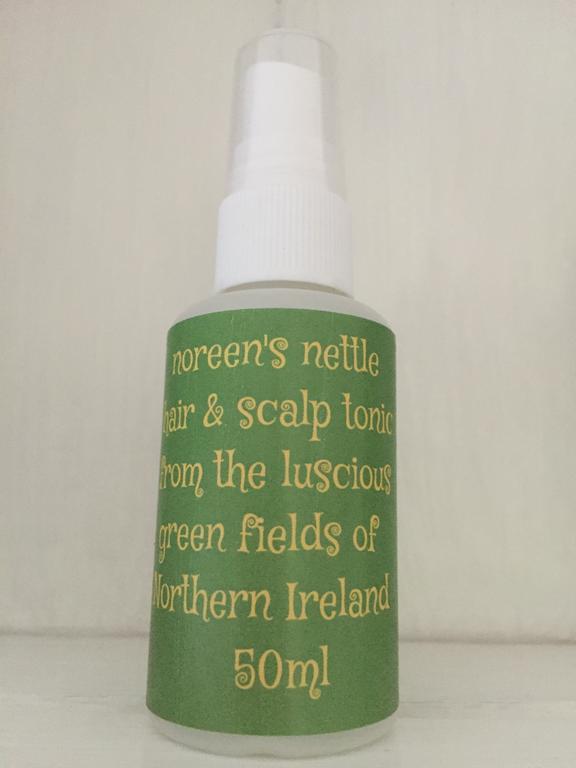 noreen's nettle
hair & scalp tonic
from the luscious
green fields of
Northern Ireland
50ml